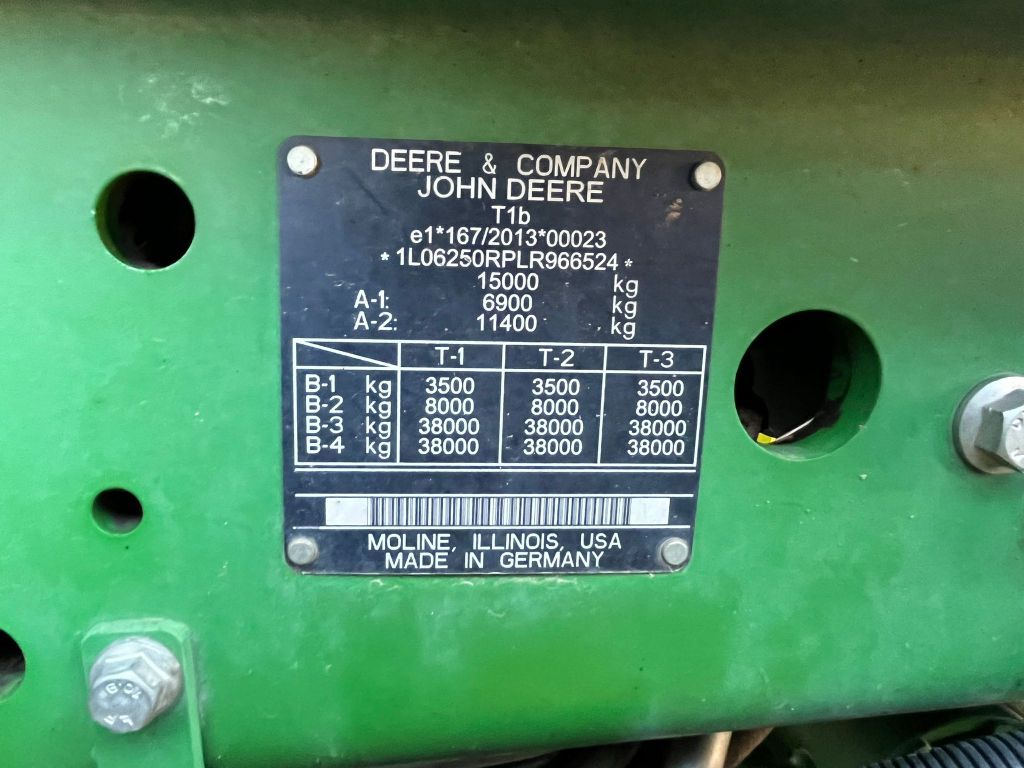 DEERE & COMPANY
JOHN DEERE
T1b
e1*167/2013*00023
*1L06250RPLR966524*
15000 kg
A-1: 6900 kg
A-2: 11400 kg
T-1 T-2 T-3
B-1 kg 3500 3500 3500
B-2 kg 8000 8000 8000
B-3 kg 38000 38000 38000
B-4 kg 38000 38000 38000
MOLINE, ILLINOIS, USA
MADE IN GERMANY